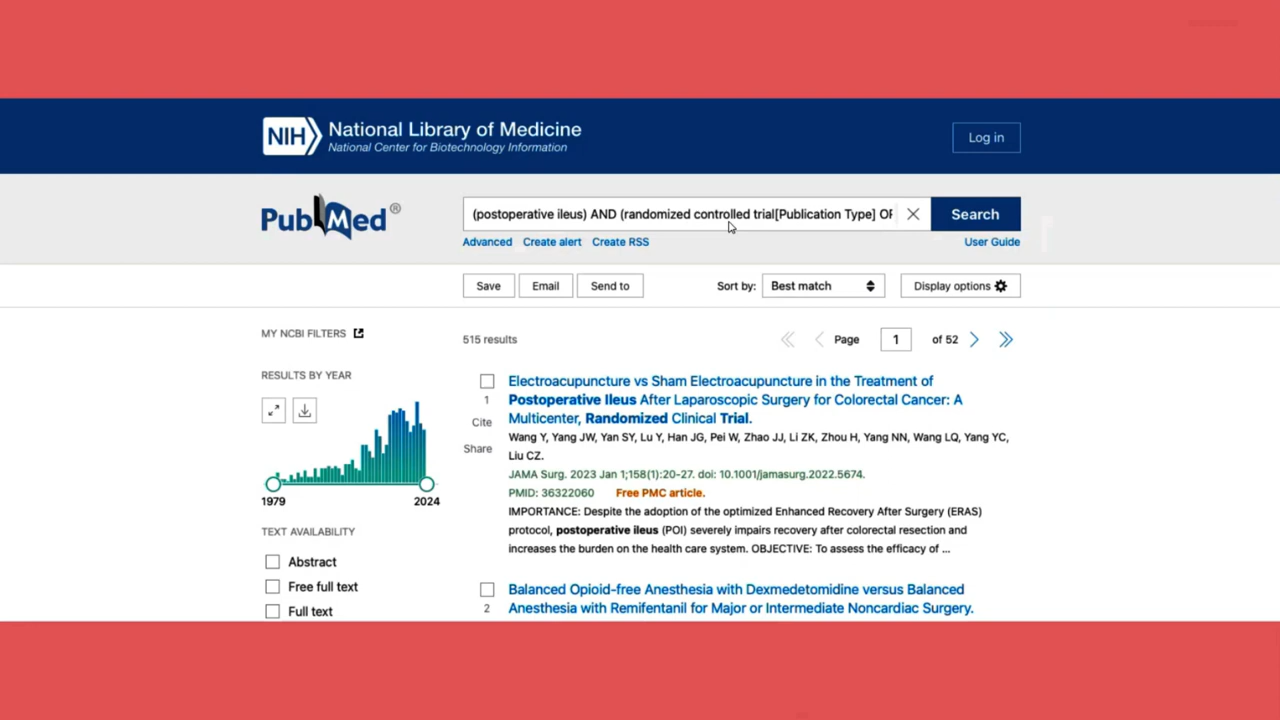 NIH National Library of Medicine
National Center for Biotechnology Information
Log in
PubMed®
(postoperative ileus) AND (randomized controlled trial[Publication Type] OR
Search
Advanced Create alert Create RSS
User Guide
Save Email Send to
Sort by: Best match
Display options
MY NCBI FILTERS
515 results
Page 1 of 52
RESULTS BY YEAR
1979 2024
TEXT AVAILABILITY
Abstract
Free full text
Full text
1
Cite
Share
Electroacupuncture vs Sham Electroacupuncture in the Treatment of
Postoperative Ileus After Laparoscopic Surgery for Colorectal Cancer: A
Multicenter, Randomized Clinical Trial.
Wang Y, Yang JW, Yan SY, Lu Y, Han JG, Pei W, Zhao JJ, Li ZK, Zhou H, Yang NN, Wang LQ, Yang YC,
Liu CZ.
JAMA Surg. 2023 Jan 1;158(1):20-27. doi: 10.1001/jamasurg.2022.5674.
PMID: 36322060 Free PMC article.
IMPORTANCE: Despite the adoption of the optimized Enhanced Recovery After Surgery (ERAS)
protocol, postoperative ileus (POI) severely impairs recovery after colorectal resection and
increases the burden on the health care system. OBJECTIVE: To assess the efficacy of ...
2
Balanced Opioid-free Anesthesia with Dexmedetomidine versus Balanced
Anesthesia with Remifentanil for Major or Intermediate Noncardiac Surgery.